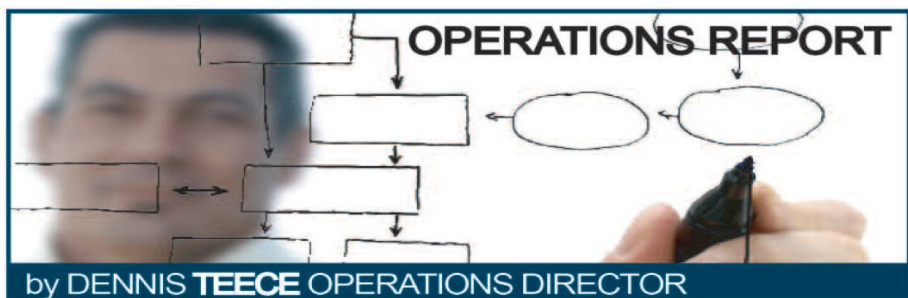 OPERATIONS REPORT
by DENNIS TEECE OPERATIONS DIRECTOR